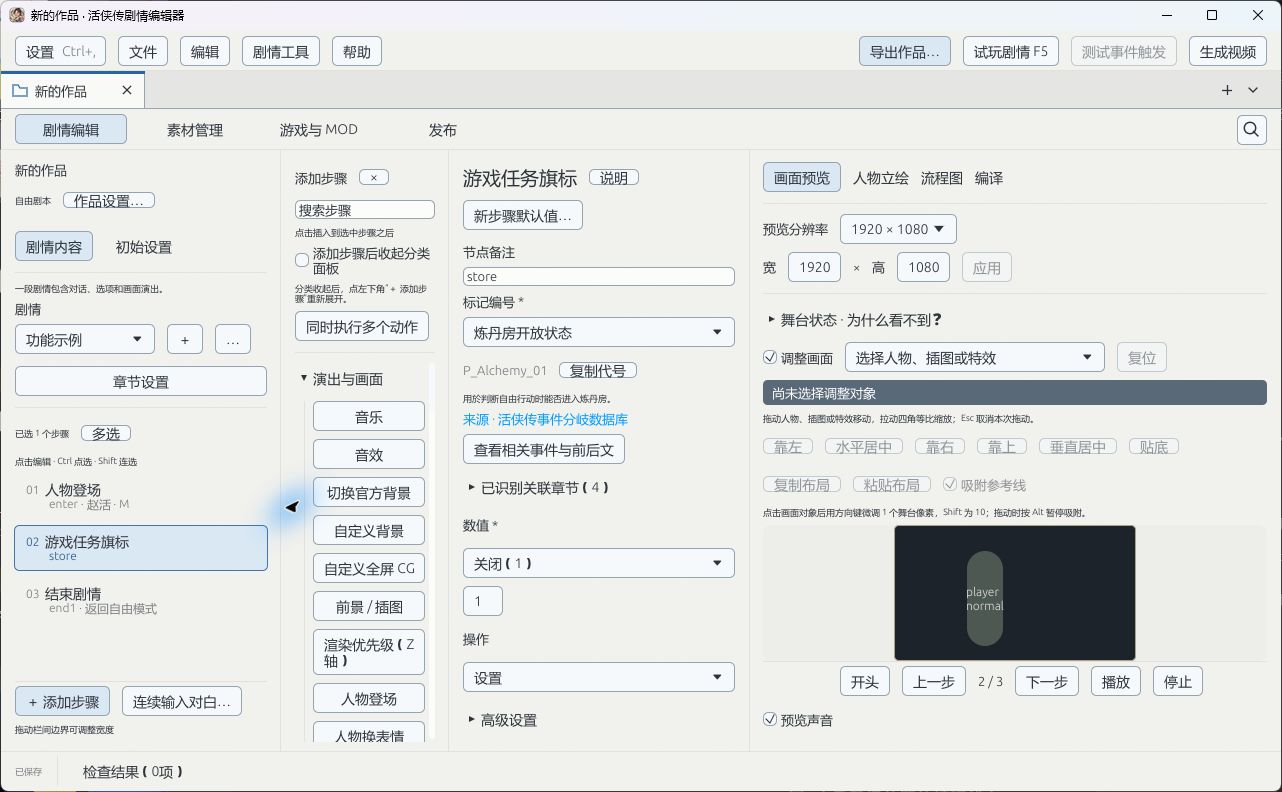 新的作品 · 活侠传剧情编辑器
设置 Ctrl+,
文件
编辑
剧情工具
帮助
导出作品…
试玩剧情 F5
测试事件触发
生成视频
新的作品
剧情编辑
素材管理
游戏与 MOD
发布
新的作品
自由剧本
作品设置…
剧情内容
初始设置
一段剧情包含对话、选项和画面演出。
剧情
功能示例
+
…
章节设置
已选 1 个步骤
多选
点击编辑 · Ctrl 点选 · Shift 连选
01 人物登场
enter · 赵活 · M
02 游戏任务旗标
store
03 结束剧情
end1 · 返回自由模式
+ 添加步骤
连续输入对白…
拖动栏间边界可调整宽度
添加步骤
×
搜索步骤
点击插入到选中步骤之后
添加步骤后收起分类
面板
分类收起后，点左下角“+ 添加步
骤”重新展开。
同时执行多个动作
演出与画面
音乐
音效
切换官方背景
自定义背景
自定义全屏 CG
前景 / 插图
渲染优先级 ( Z
轴 )
人物登场
人物换表情
游戏任务旗标
说明
新步骤默认值…
节点备注
store
标记编号 *
炼丹房开放状态
P_Alchemy_01
复制代号
用於判断自由行动时能否进入炼丹房。
来源 · 活侠传事件分歧数据库
查看相关事件与前后文
已识别关联章节 ( 4 )
数值 *
关闭 ( 1 )
1
操作
设置
高级设置
画面预览
人物立绘
流程图
编译
预览分辨率
1920 × 1080
宽
1920
×
高
1080
应用
舞台状态 · 为什么看不到?
调整画面
选择人物、插图或特效
复位
尚未选择调整对象
拖动人物、插图或特效移动，拉动四角等比缩放；Esc 取消本次拖动。
靠左
水平居中
靠右
靠上
垂直居中
贴底
复制布局
粘贴布局
吸附参考线
点击画面对象后用方向键微调 1 个舞台像素，Shift 为 10；拖动时按 Alt 暂停吸附。
player
normal
开头
上一步
2 / 3
下一步
播放
停止
预览声音
已保存
检查结果 ( 0项 )